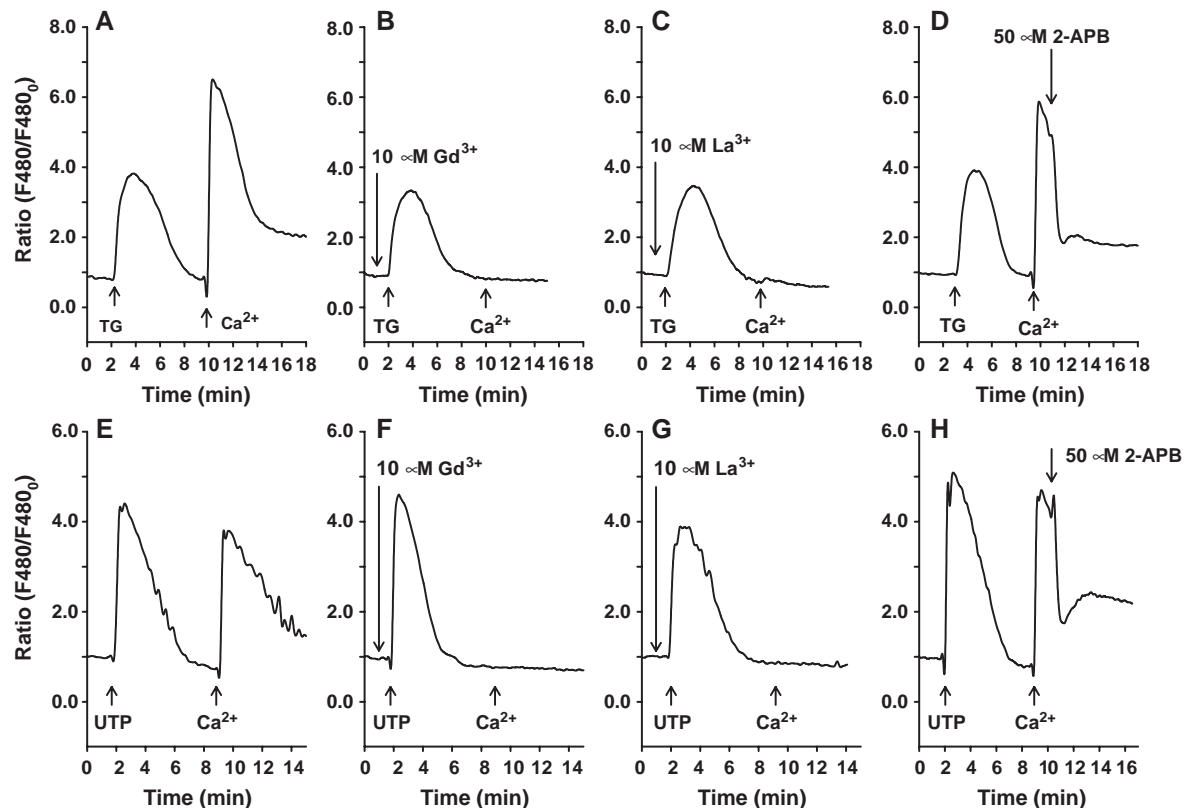 A
B
C
D
8.0
6.0
4.0
2.0
0.0
Ratio (F480/F480₀)
TG
Ca²⁺
0 2 4 6 8 10 12 14 16 18
Time (min)
8.0
6.0
4.0
2.0
0.0
10 ∝M Gd³⁺
TG
Ca²⁺
0 2 4 6 8 10 12 14 16 18
Time (min)
8.0
6.0
4.0
2.0
0.0
10 ∝M La³⁺
TG
Ca²⁺
0 2 4 6 8 10 12 14 16 18
Time (min)
8.0
6.0
4.0
2.0
0.0
50 ∝M 2-APB
TG
Ca²⁺
0 2 4 6 8 10 12 14 16 18
Time (min)
E
F
G
H
6.0
4.0
2.0
0.0
Ratio (F480/F480₀)
UTP
Ca²⁺
0 2 4 6 8 10 12 14
Time (min)
6.0
4.0
2.0
0.0
10 ∝M Gd³⁺
UTP
Ca²⁺
0 2 4 6 8 10 12 14
Time (min)
6.0
4.0
2.0
0.0
10 ∝M La³⁺
UTP
Ca²⁺
0 2 4 6 8 10 12 14
Time (min)
6.0
4.0
2.0
0.0
50 ∝M 2-APB
UTP
Ca²⁺
0 2 4 6 8 10 12 14 16
Time (min)